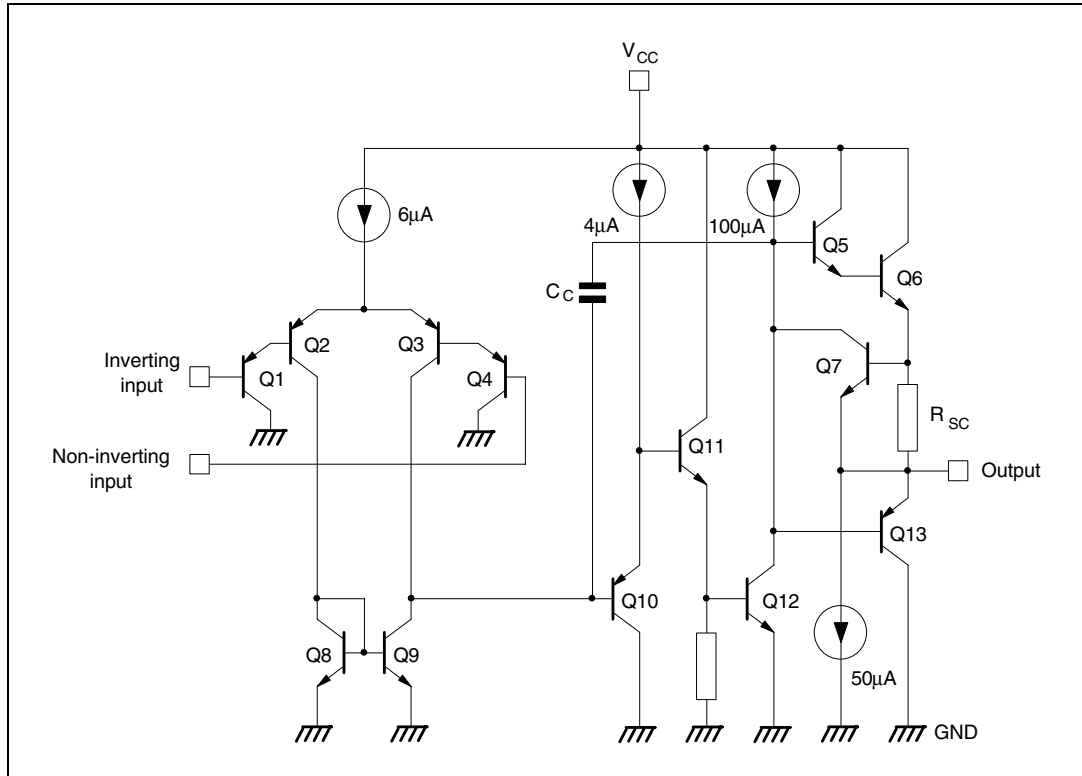 VCC
6μA
4μA
100μA
Q5
Q6
CC
Q2
Q3
Inverting
input
Q1
Q4
Q7
RSC
Non-inverting
input
Q11
Output
Q13
Q10
Q12
Q8
Q9
50μA
GND